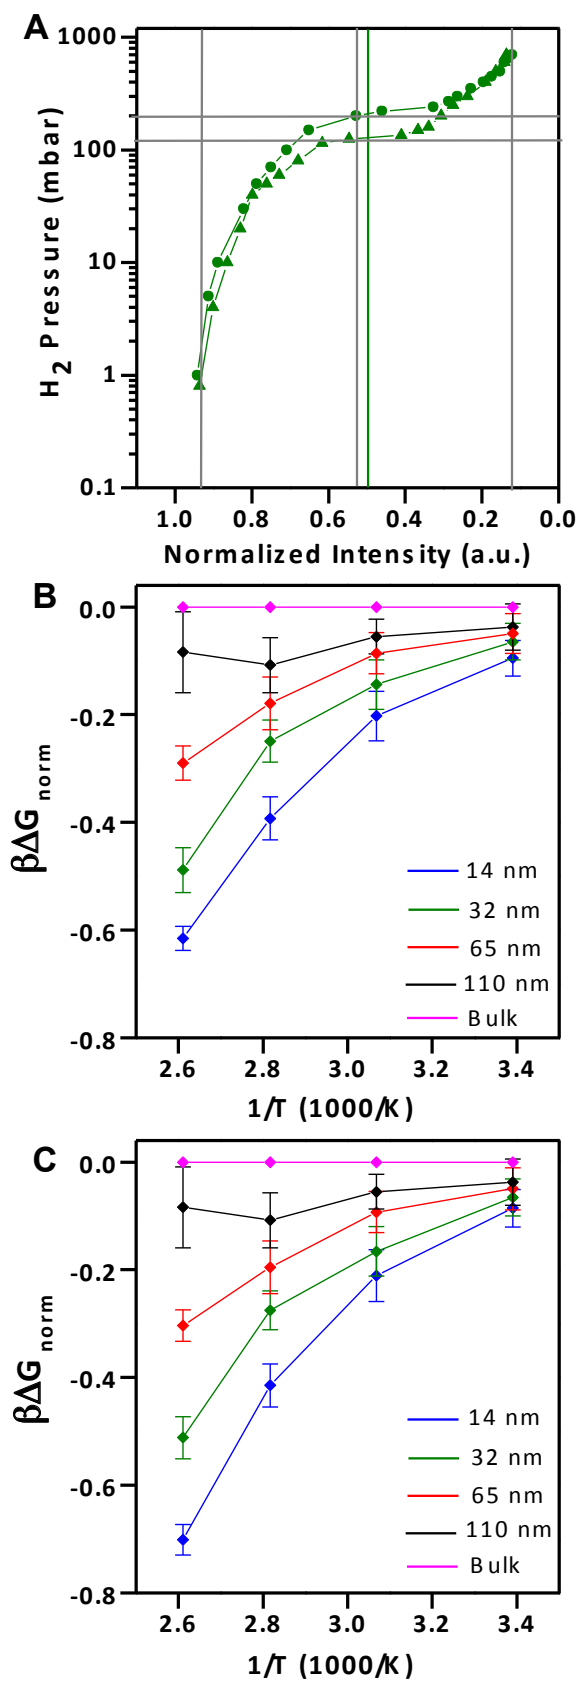 A
1000
100
10
1
0.1
H2 Pressure (mbar)
1.0 0.8 0.6 0.4 0.2 0.0
Normalized Intensity (a.u.)
B
0.0
-0.2
-0.4
-0.6
-0.8
βΔG norm
14 nm
32 nm
65 nm
110 nm
Bulk
2.6 2.8 3.0 3.2 3.4
1/T (1000/K)
C
0.0
-0.2
-0.4
-0.6
-0.8
βΔG norm
14 nm
32 nm
65 nm
110 nm
Bulk
2.6 2.8 3.0 3.2 3.4
1/T (1000/K)